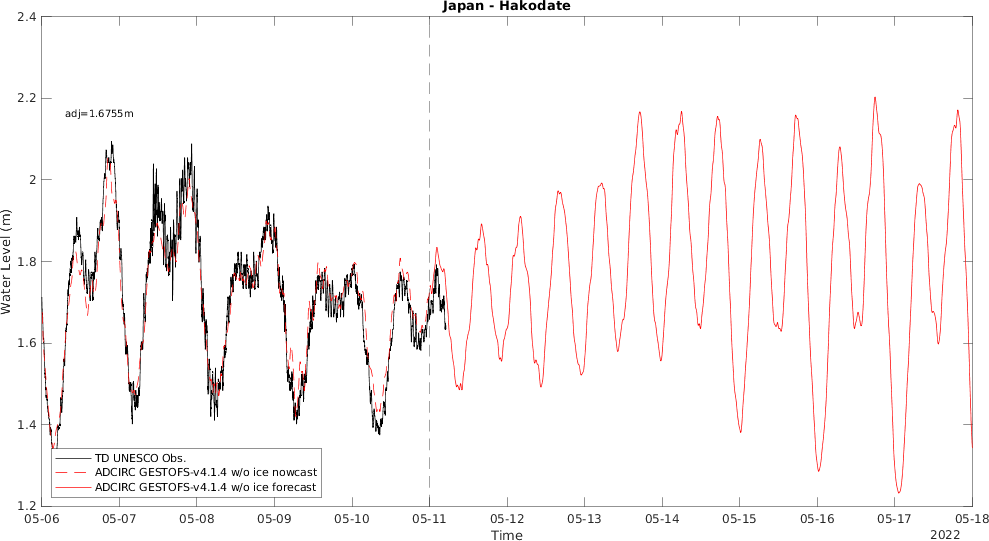 Japan - Hakodate
2.4
2.2
2
1.8
1.6
1.4
1.2
Water Level (m)
adj=1.6755m
TD UNESCO Obs.
ADCIRC GESTOFS-v4.1.4 w/o ice nowcast
ADCIRC GESTOFS-v4.1.4 w/o ice forecast
05-06 05-07 05-08 05-09 05-10 05-11 05-12 05-13 05-14 05-15 05-16 05-17 05-18
Time
2022